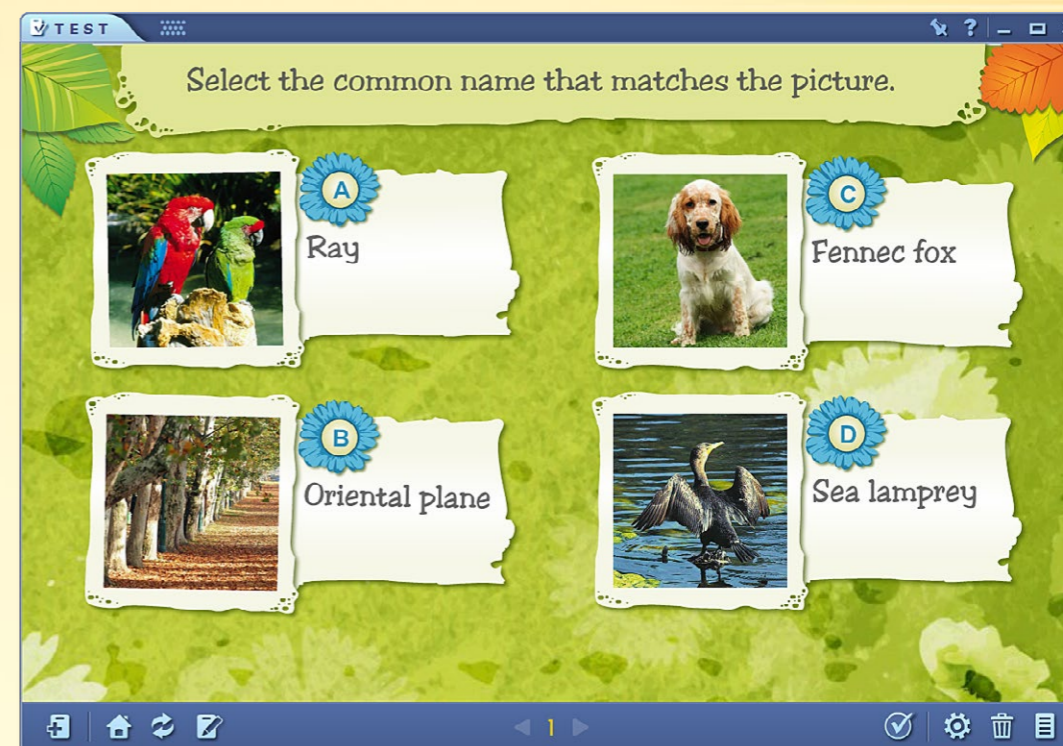 TEST
?
Select the common name that matches the picture.
A
Ray
C
Fennec fox
B
Oriental plane
D
Sea lamprey
1